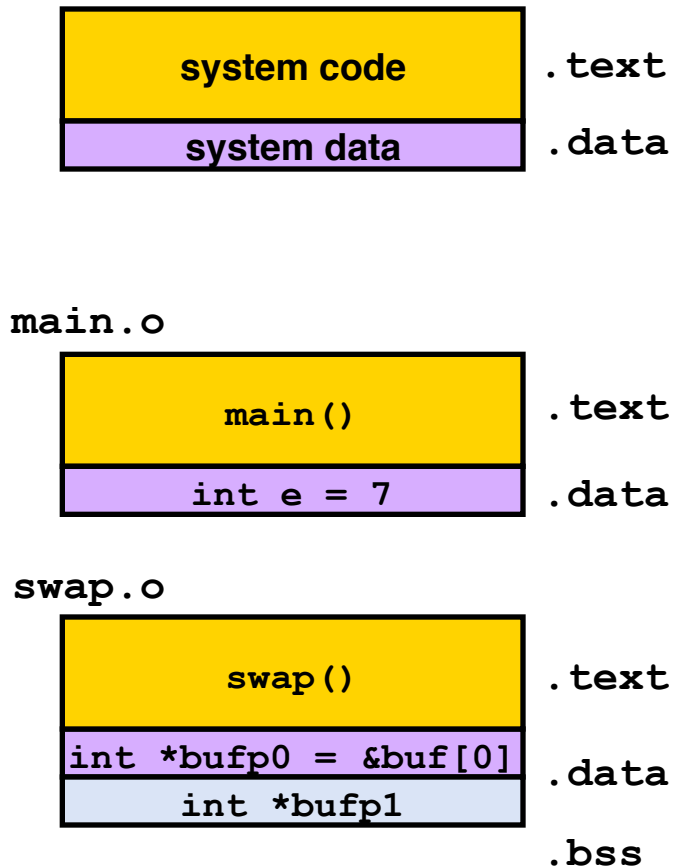 system code .text
system data .data
main.o
main() .text
int e = 7 .data
swap.o
swap() .text
int *bufp0 = &buf[0] .data
int *bufp1
.bss